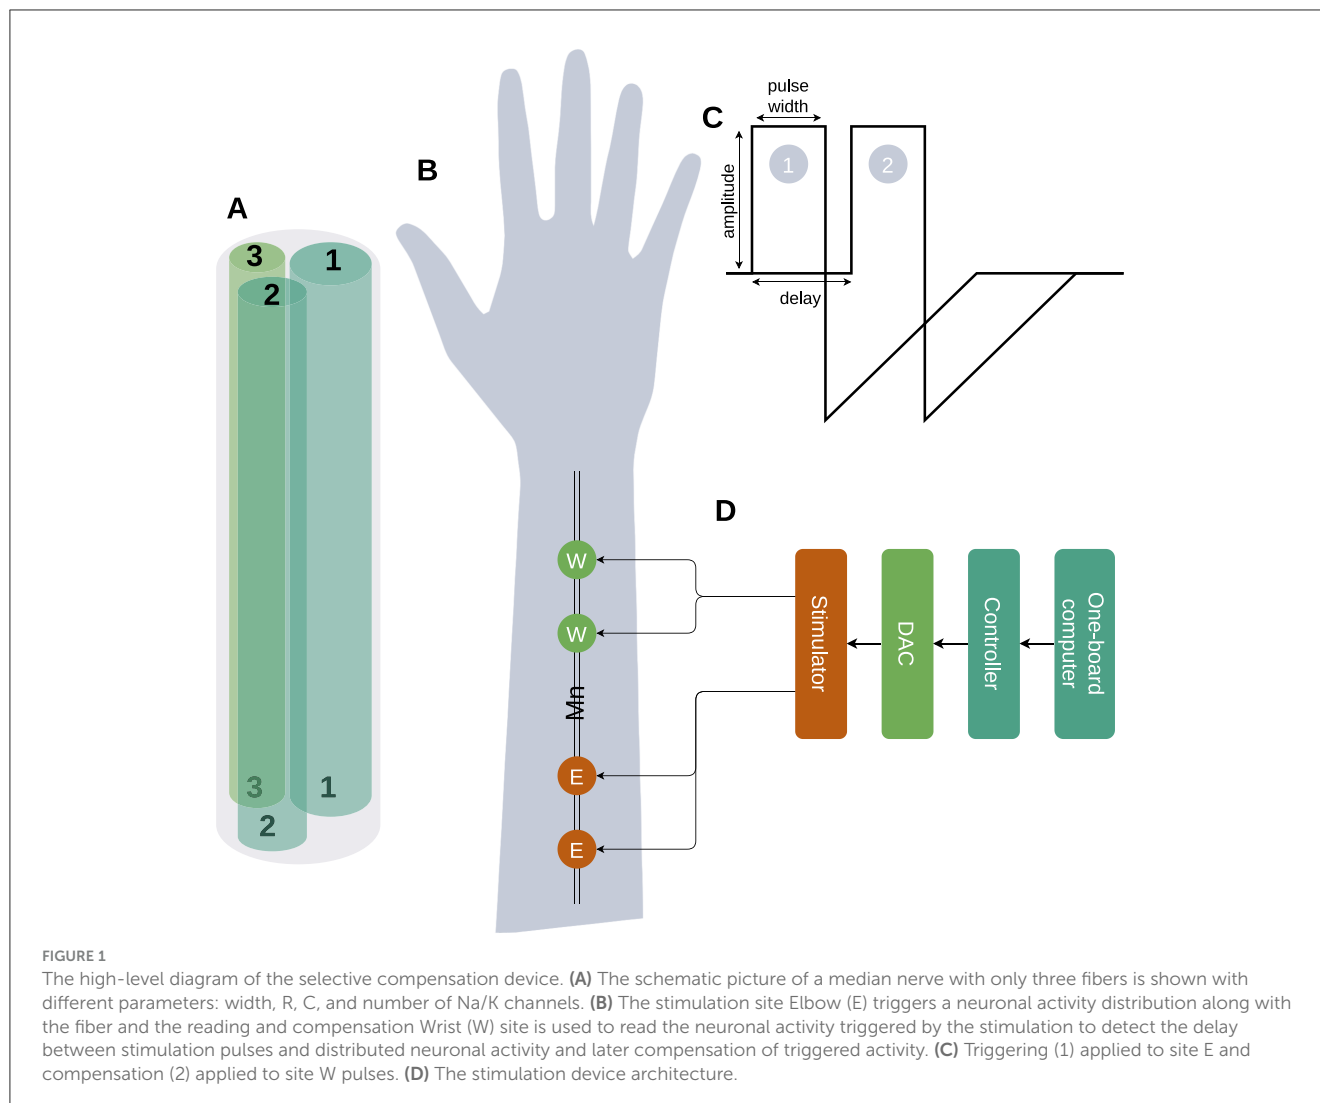 A
3
1
2
3
1
2
B
W
W
Mn
E
E
C
pulse
width
amplitude
1
2
delay
D
Stimulator
DAC
Controller
One-board
computer
FIGURE 1
The high-level diagram of the selective compensation device. (A) The schematic picture of a median nerve with only three fibers is shown with
different parameters: width, R, C, and number of Na/K channels. (B) The stimulation site Elbow (E) triggers a neuronal activity distribution along with
the fiber and the reading and compensation Wrist (W) site is used to read the neuronal activity triggered by the stimulation to detect the delay
between stimulation pulses and distributed neuronal activity and later compensation of triggered activity. (C) Triggering (1) applied to site E and
compensation (2) applied to site W pulses. (D) The stimulation device architecture.